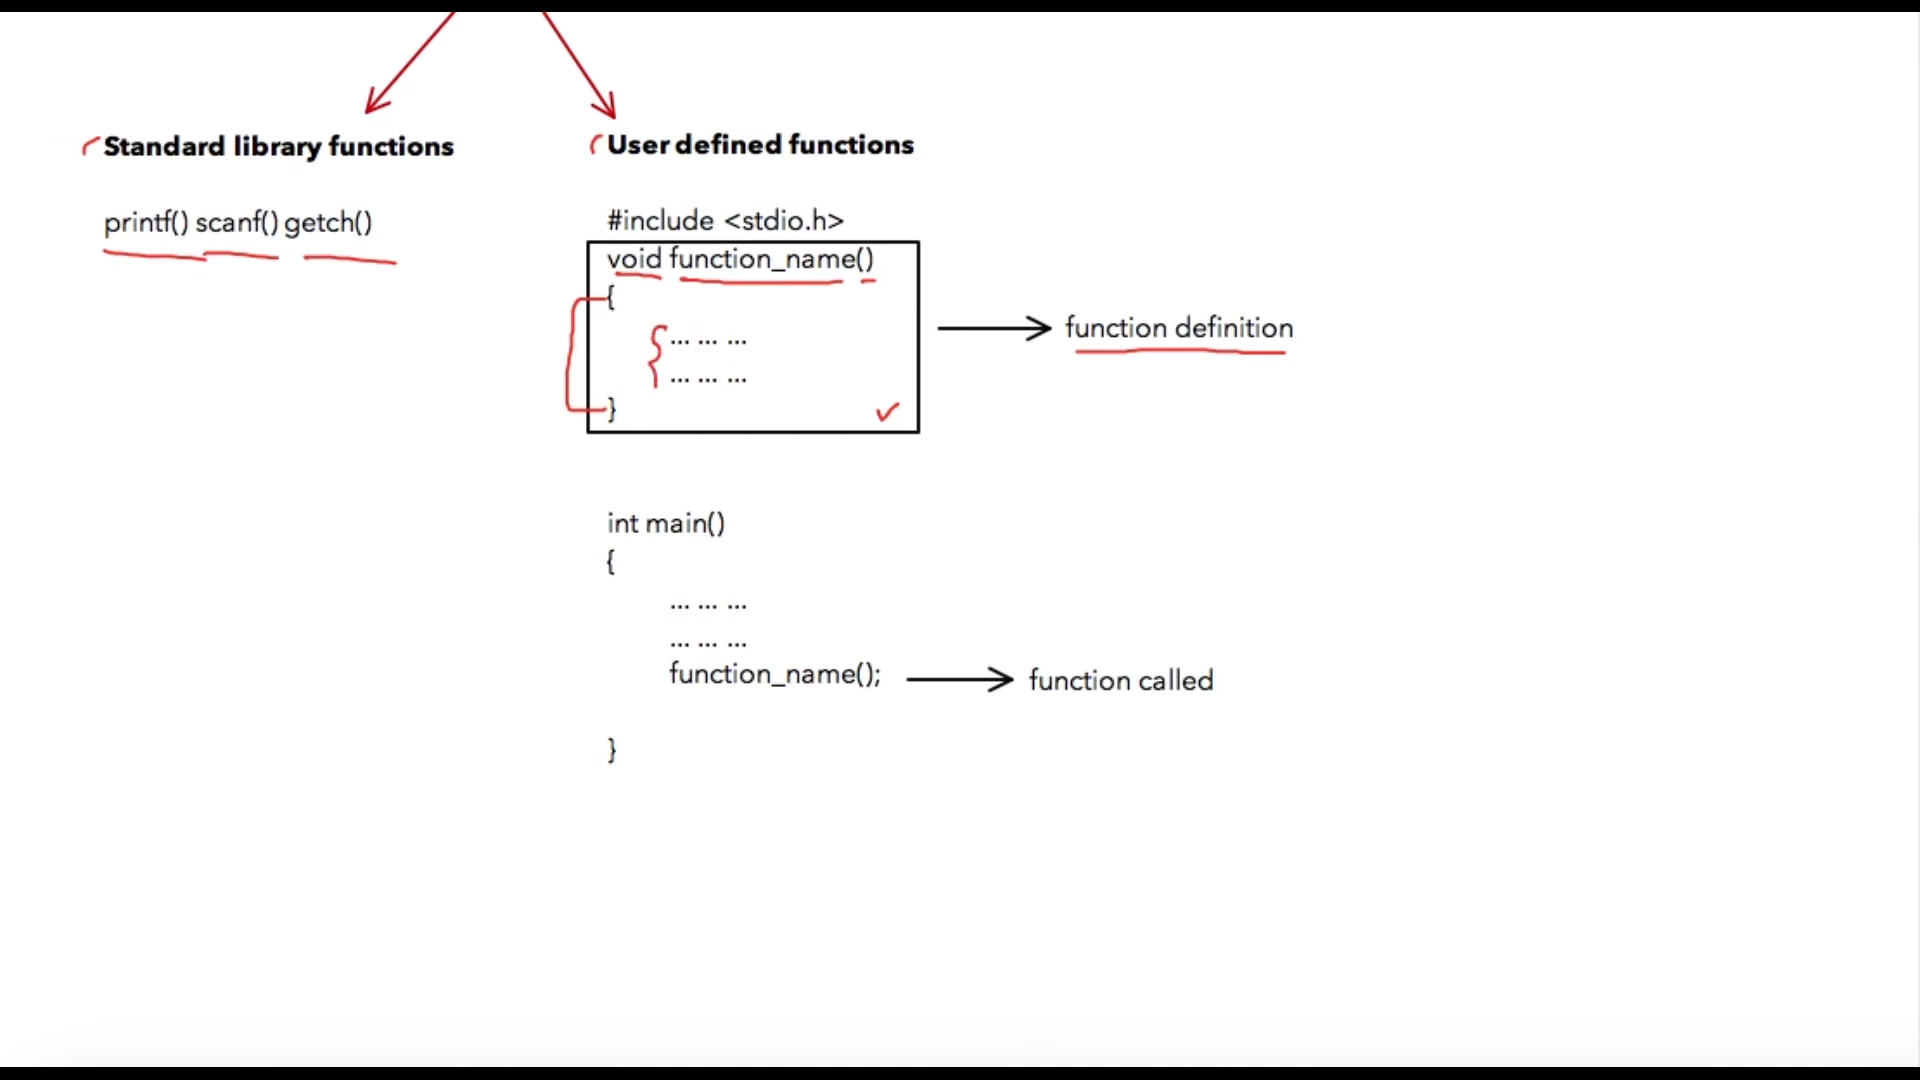 Standard library functions
printf() scanf() getch()
User defined functions
#include <stdio.h>
void function_name()
{
... ... ...
... ... ...
}
function definition
int main()
{
... ... ...
... ... ...
function_name();
function called
}